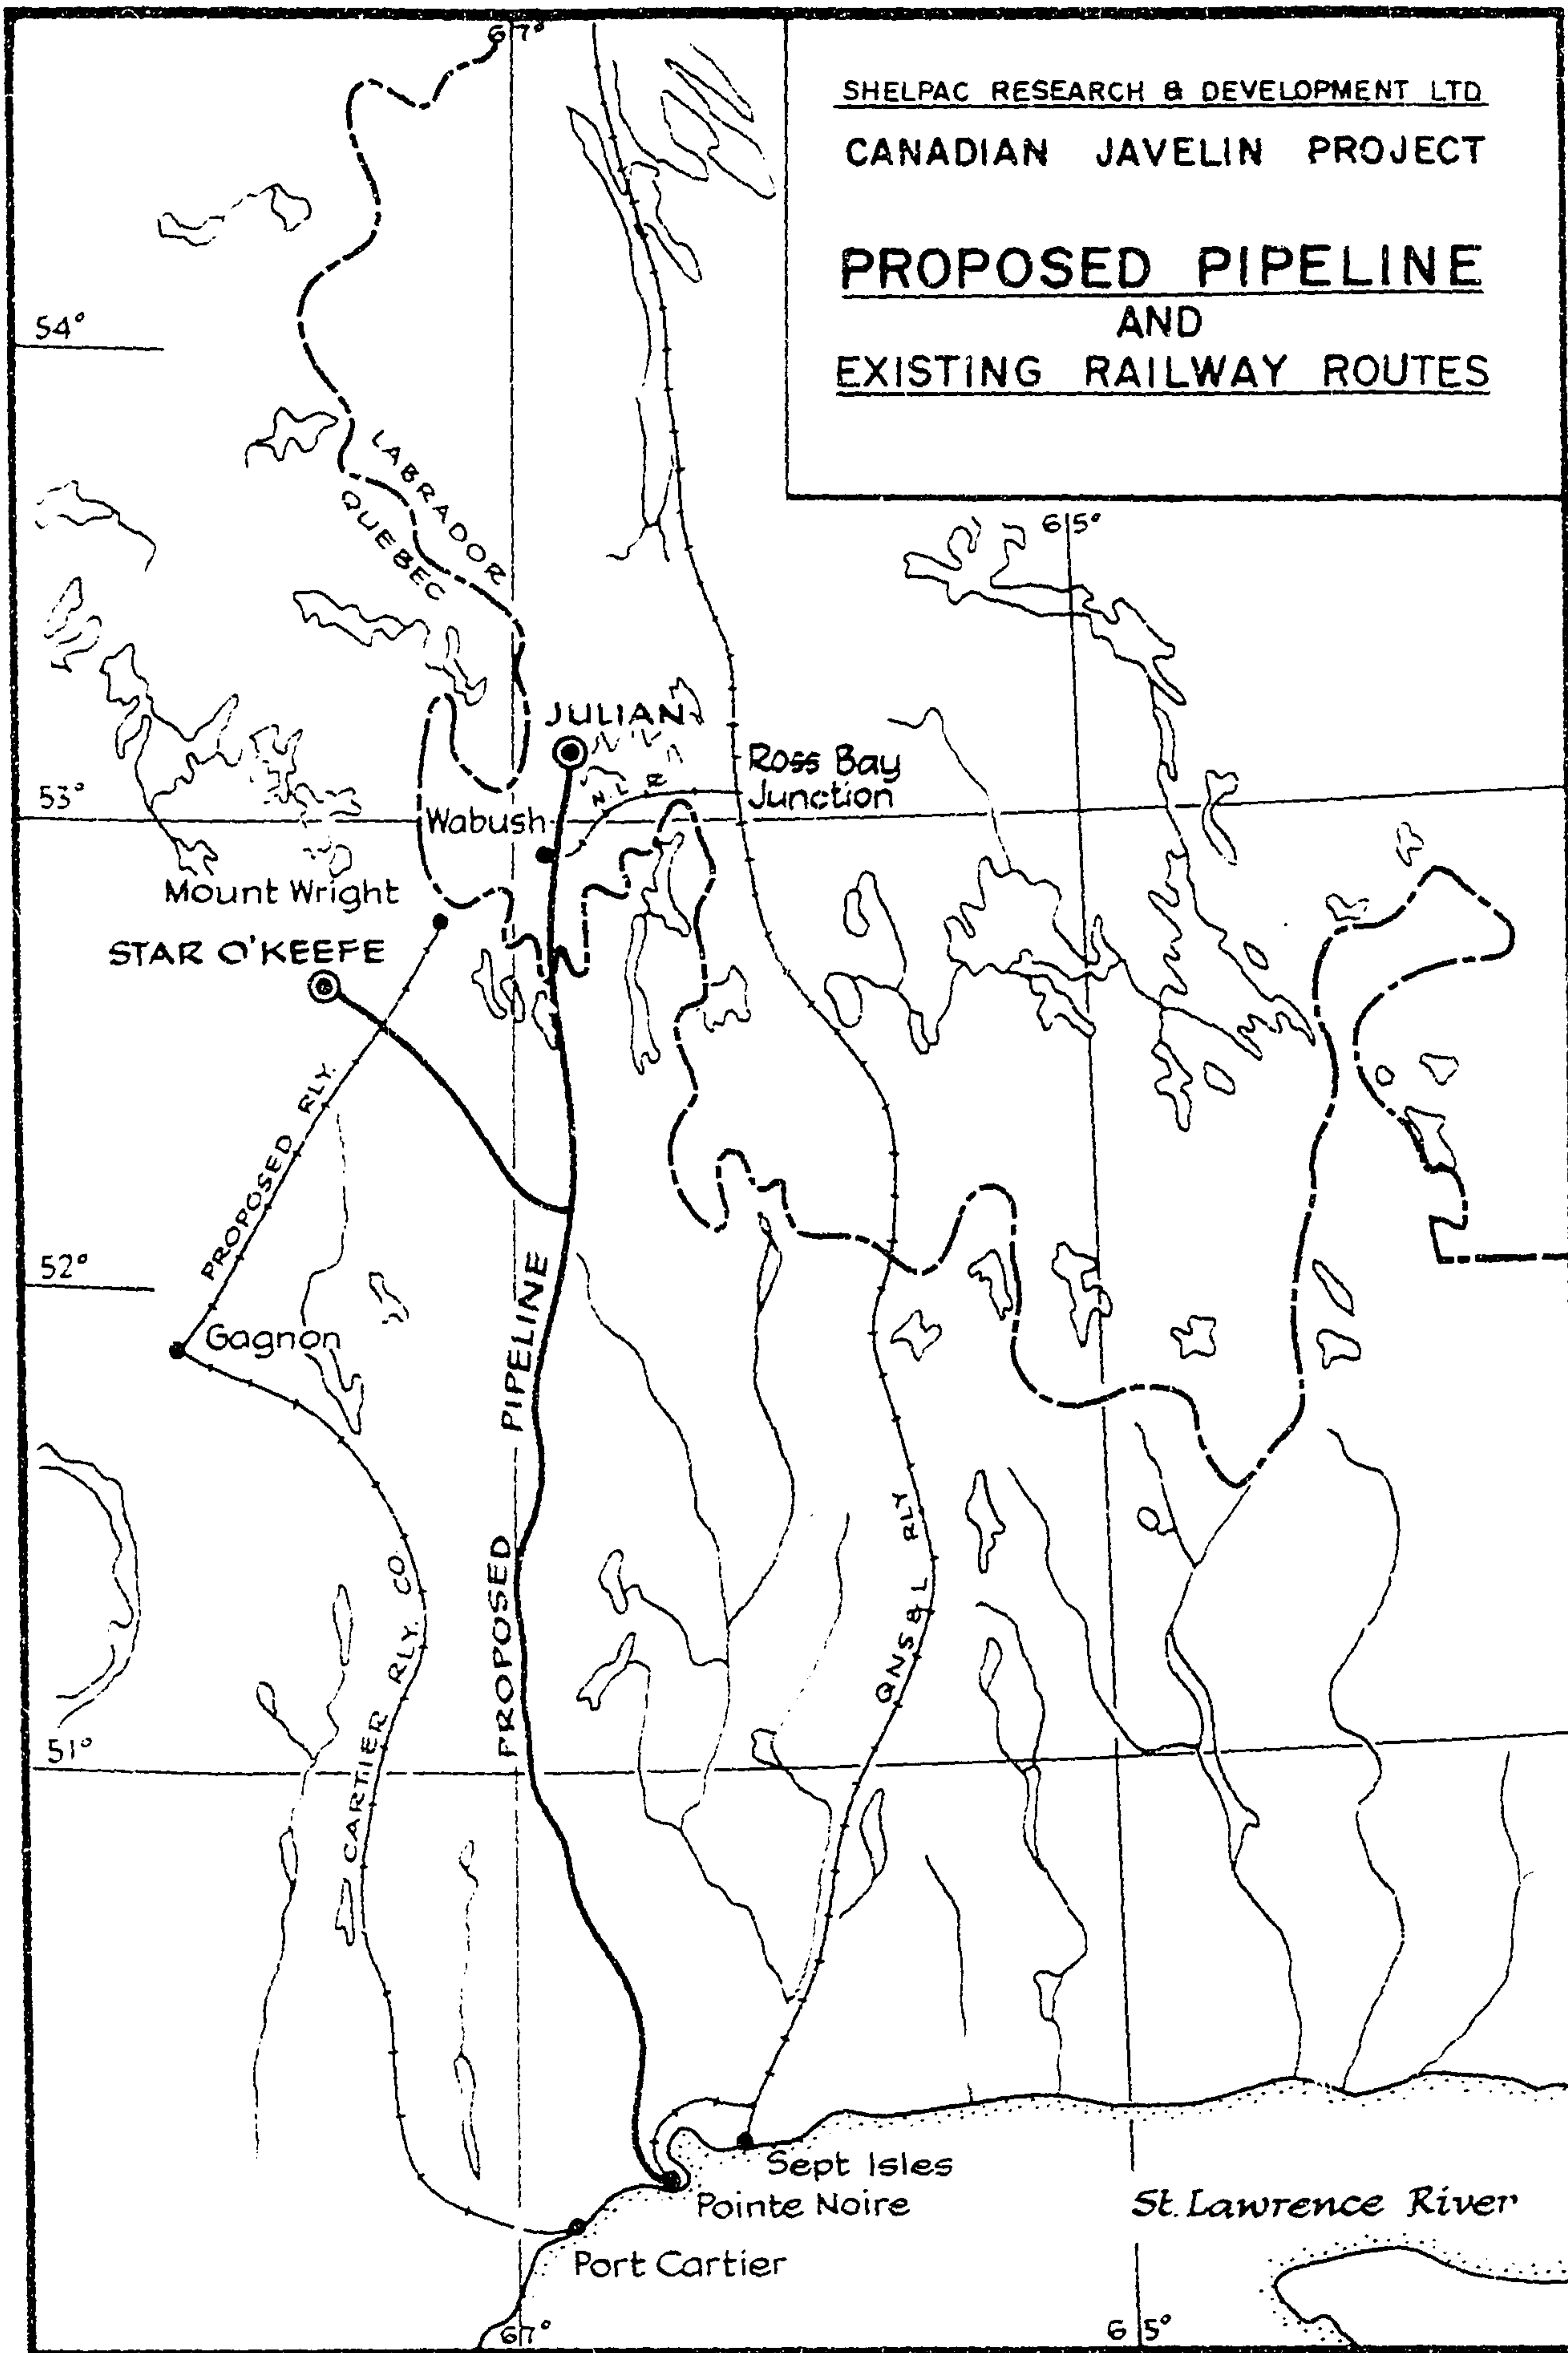 67°
SHELPAC RESEARCH & DEVELOPMENT LTD
CANADIAN JAVELIN PROJECT
PROPOSED PIPELINE
AND
EXISTING RAILWAY ROUTES
54°
LABRADOR
QUEBEC
65°
JULIAN
Ross Bay
Junction
N.L.R
53°
Wabush
Mount Wright
STAR O'KEEFE
PROPOSED RLY.
52°
Gagnon
PROPOSED PIPELINE
QNS&L RLY
CARTIER RLY. CO
51°
Sept Isles
Pointe Noire
St. Lawrence River
Port Cartier
67°
65°